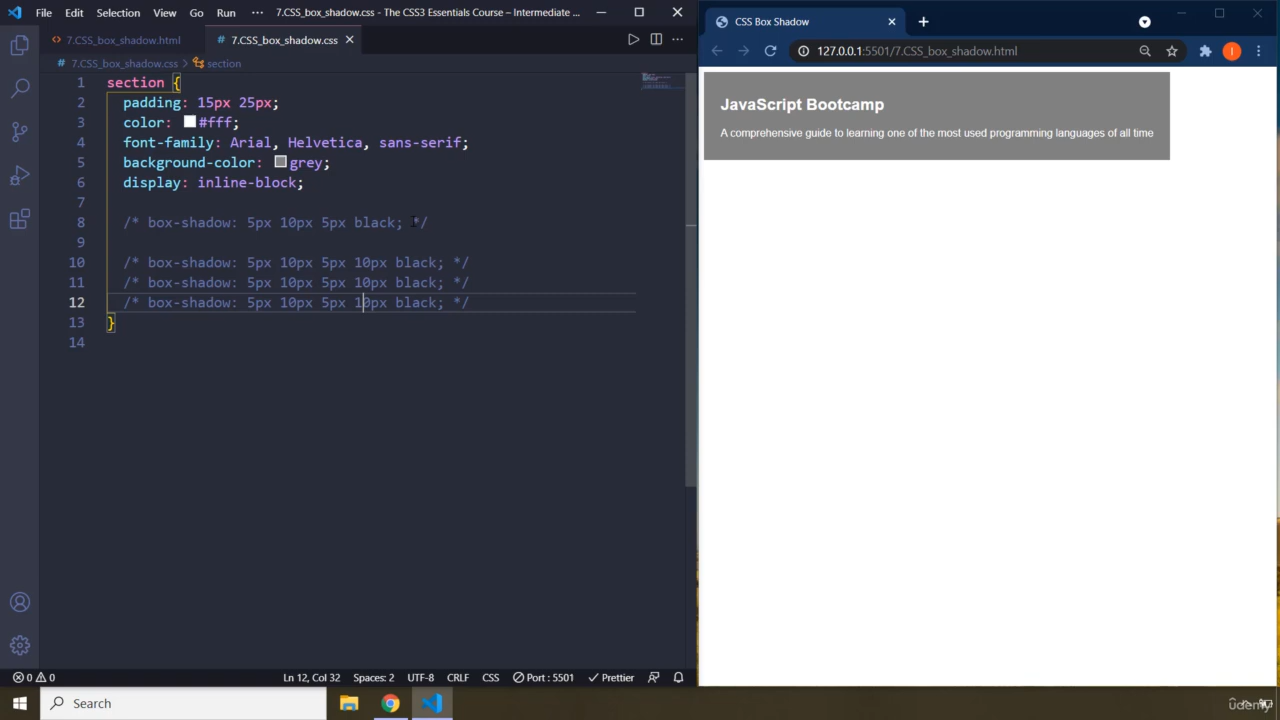 File Edit Selection View Go Run ··· 7.CSS_box_shadow.css - The CSS3 Essentials Course – Intermediate ...
7.CSS_box_shadow.html
# 7.CSS_box_shadow.css
# 7.CSS_box_shadow.css > section
1 section {
2 padding: 15px 25px;
3 color: #fff;
4 font-family: Arial, Helvetica, sans-serif;
5 background-color: grey;
6 display: inline-block;
7
8 /* box-shadow: 5px 10px 5px black; */
9
10 /* box-shadow: 5px 10px 5px 10px black; */
11 /* box-shadow: 5px 10px 5px 10px black; */
12 /* box-shadow: 5px 10px 5px 10px black; */
13 }
14
0 0
Ln 12, Col 32 Spaces: 2 UTF-8 CRLF CSS Port : 5501 Prettier
CSS Box Shadow
127.0.0.1:5501/7.CSS_box_shadow.html
I
JavaScript Bootcamp
A comprehensive guide to learning one of the most used programming languages of all time
Search
udemy